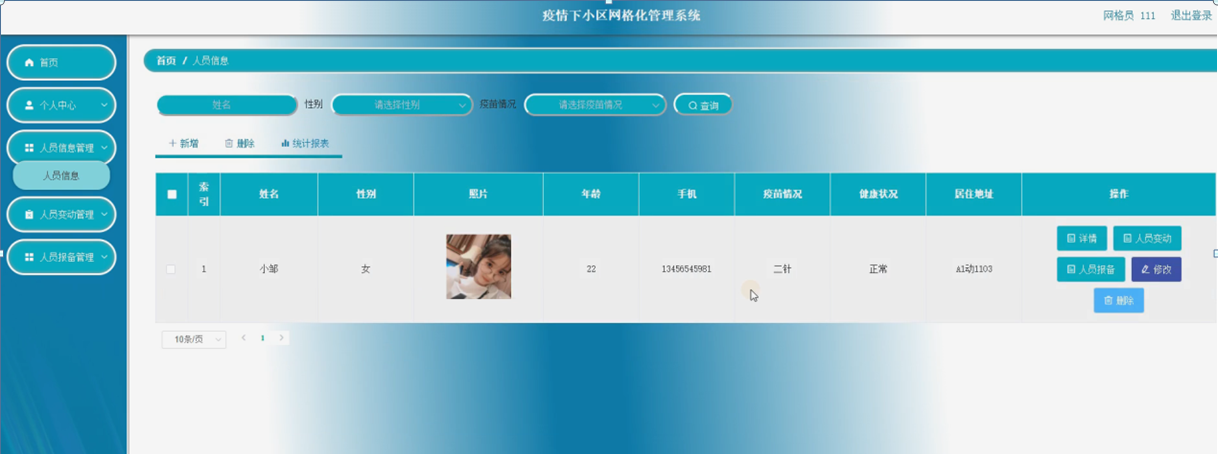 疫情下小区网格化管理系统
网格员 111 退出登录
首页
个人中心
人员信息管理
人员信息
人员变动管理
人员报备管理
首页 / 人员信息
姓名 性别 请选择性别 疫苗情况 请选择疫苗情况 查询
新增 删除 统计报表
索引 姓名 性别 照片 年龄 手机 疫苗情况 健康状况 居住地址 操作
1 小邹 女 22 13456545981 二针 正常 A1动1103
详情 人员变动
人员报备 修改
删除
10条/页 1